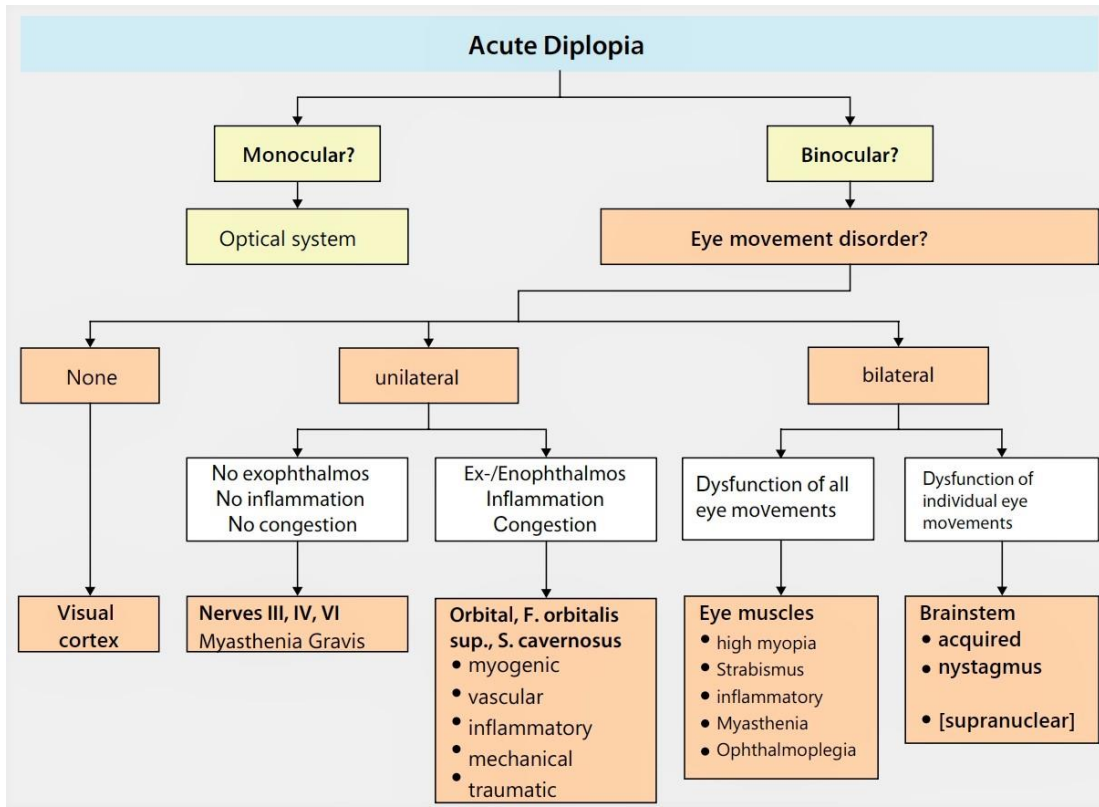 Acute Diplopia
Monocular?
Binocular?
Optical system
Eye movement disorder?
None
unilateral
bilateral
No exophthalmos
No inflammation
No congestion
Ex-/Enophthalmos
Inflammation
Congestion
Dysfunction of all
eye movements
Dysfunction of
individual eye
movements
Visual
cortex
Nerves III, IV, VI
Myasthenia Gravis
Orbital, F. orbitalis
sup., S. cavernosus
• myogenic
• vascular
• inflammatory
• mechanical
• traumatic
Eye muscles
• high myopia
• Strabismus
• inflammatory
• Myasthenia
• Ophthalmoplegia
Brainstem
• acquired
• nystagmus
• [supranuclear]